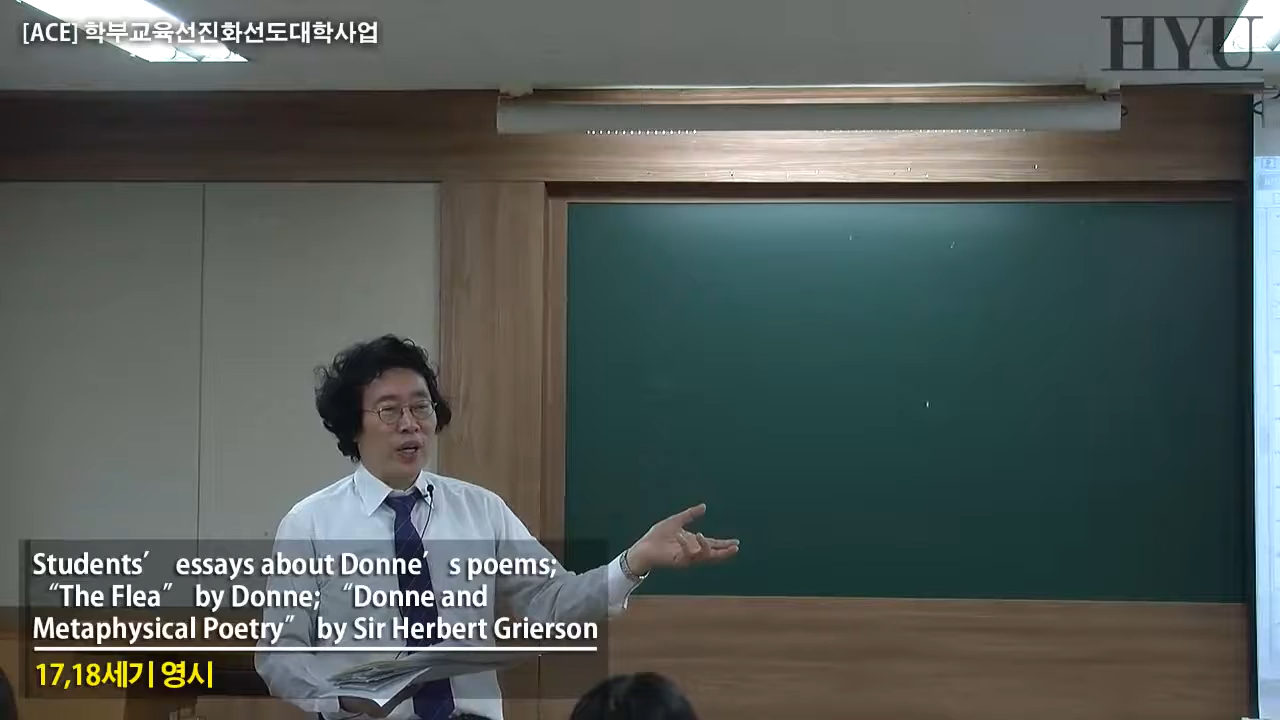 [ACE] 학부교육선진화선도대학사업
HYU
Students′ essays about Donne′s poems;
“The Flea” by Donne; “Donne and
Metaphysical Poetry” by Sir Herbert Grierson
17,18세기 영시